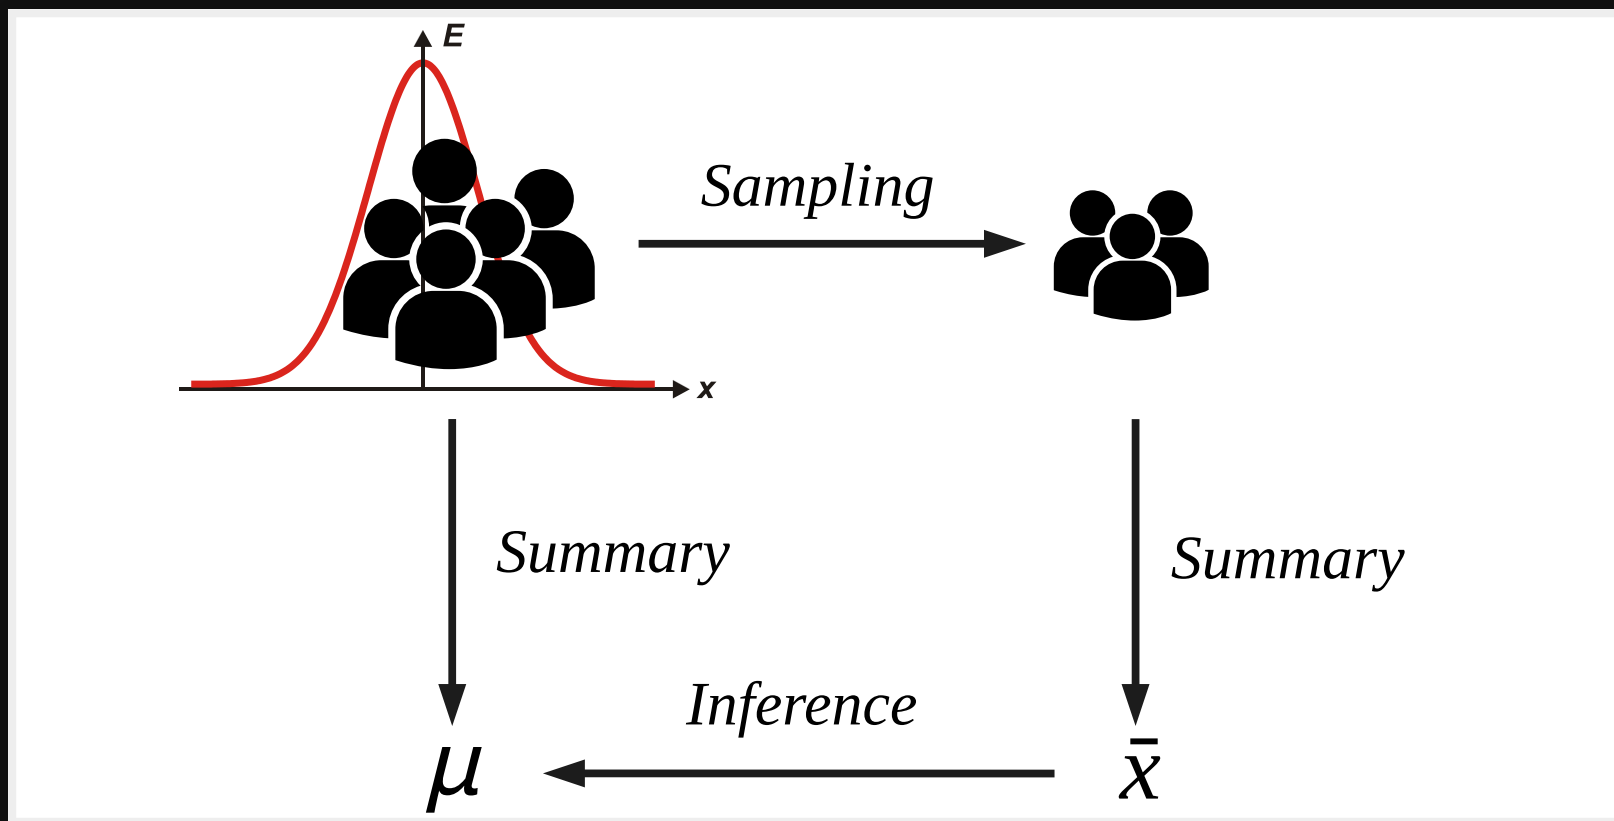 E
Sampling
x
Summary
Summary
Inference
μ
x̄